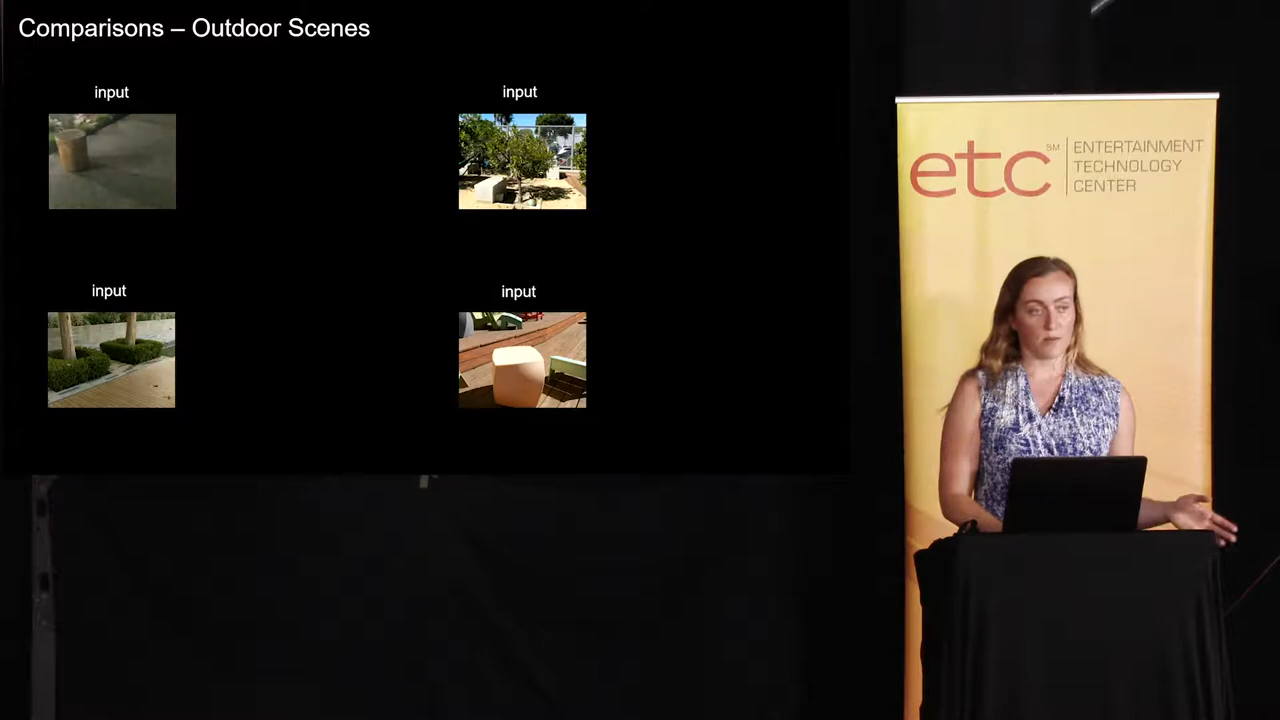 Comparisons – Outdoor Scenes
input
input
input
input
etc SM
ENTERTAINMENT
TECHNOLOGY
CENTER